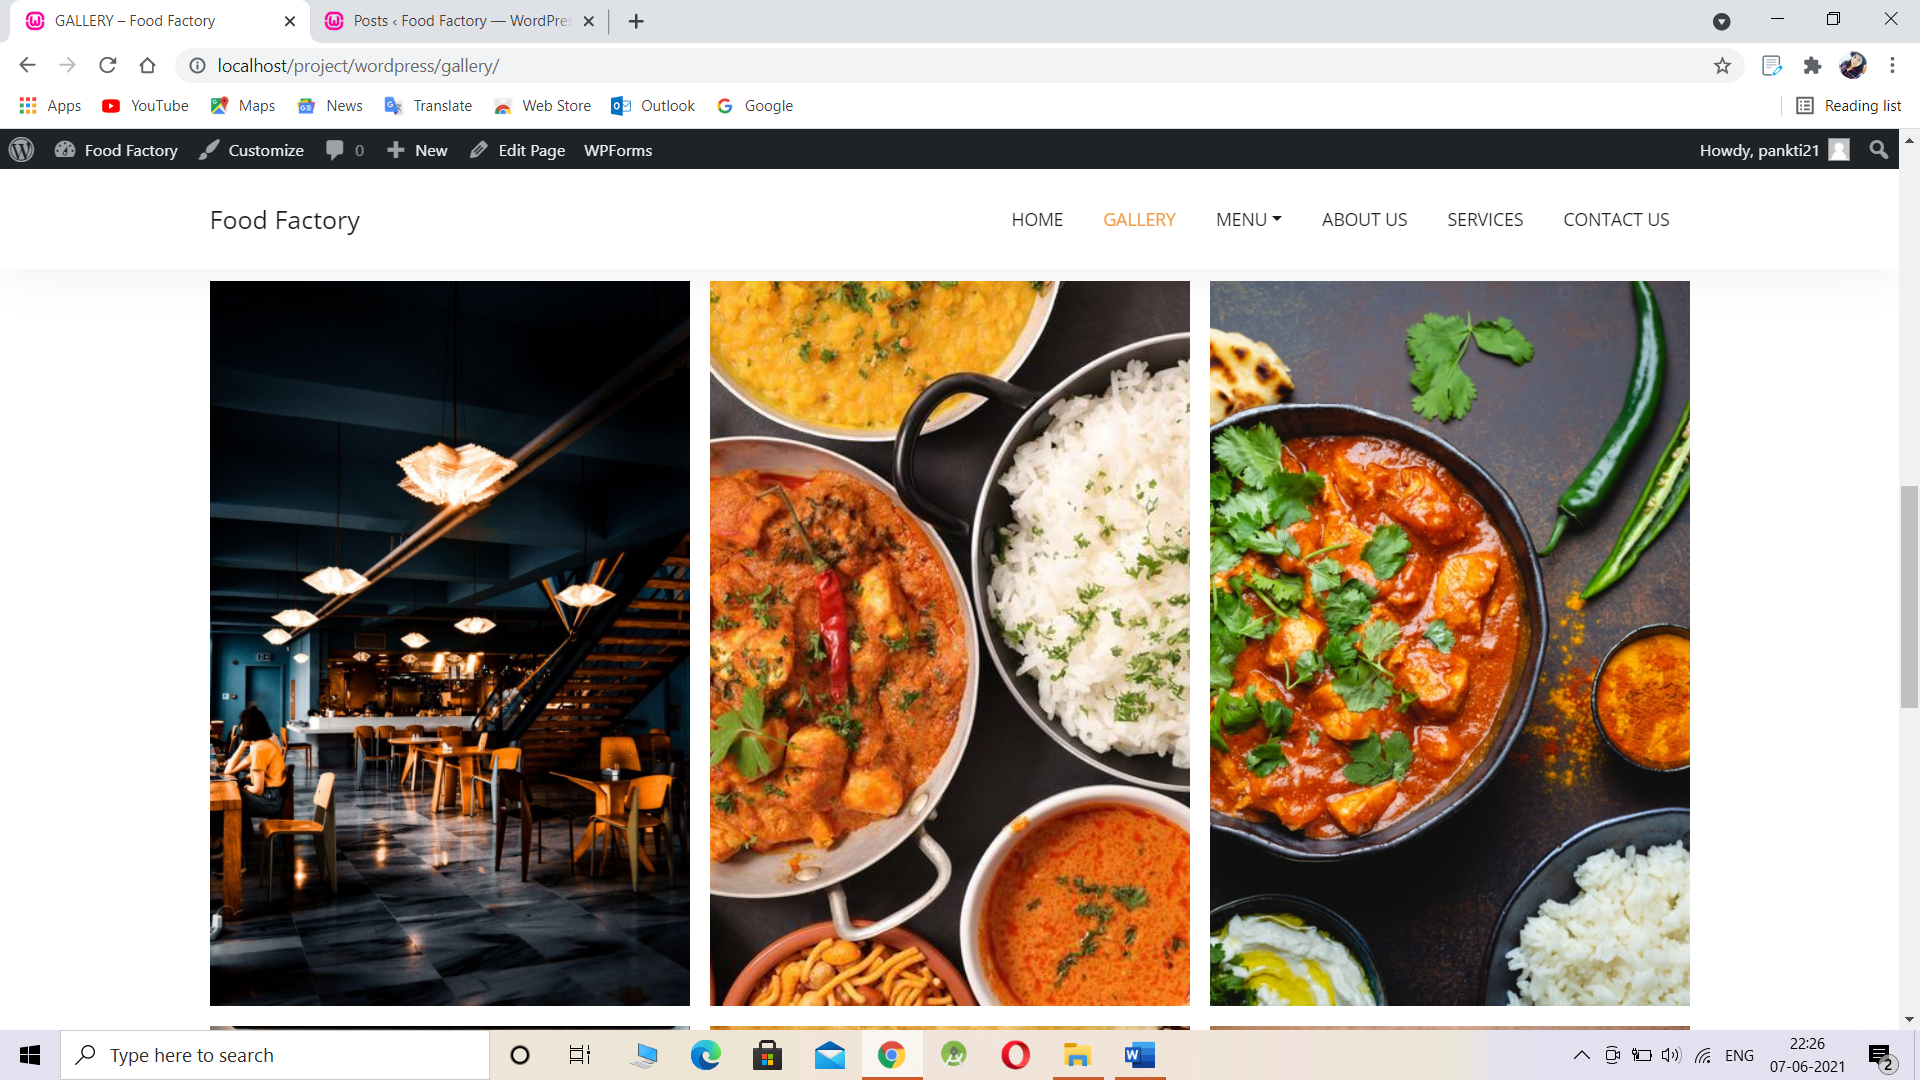 GALLERY – Food Factory
Posts ‹ Food Factory — WordPres
localhost/project/wordpress/gallery/
Apps YouTube Maps News Translate Web Store Outlook Google Reading list
Food Factory Customize 0 New Edit Page WPForms Howdy, pankti21
Food Factory HOME GALLERY MENU ABOUT US SERVICES CONTACT US
Type here to search
ENG
22:26
07-06-2021
2